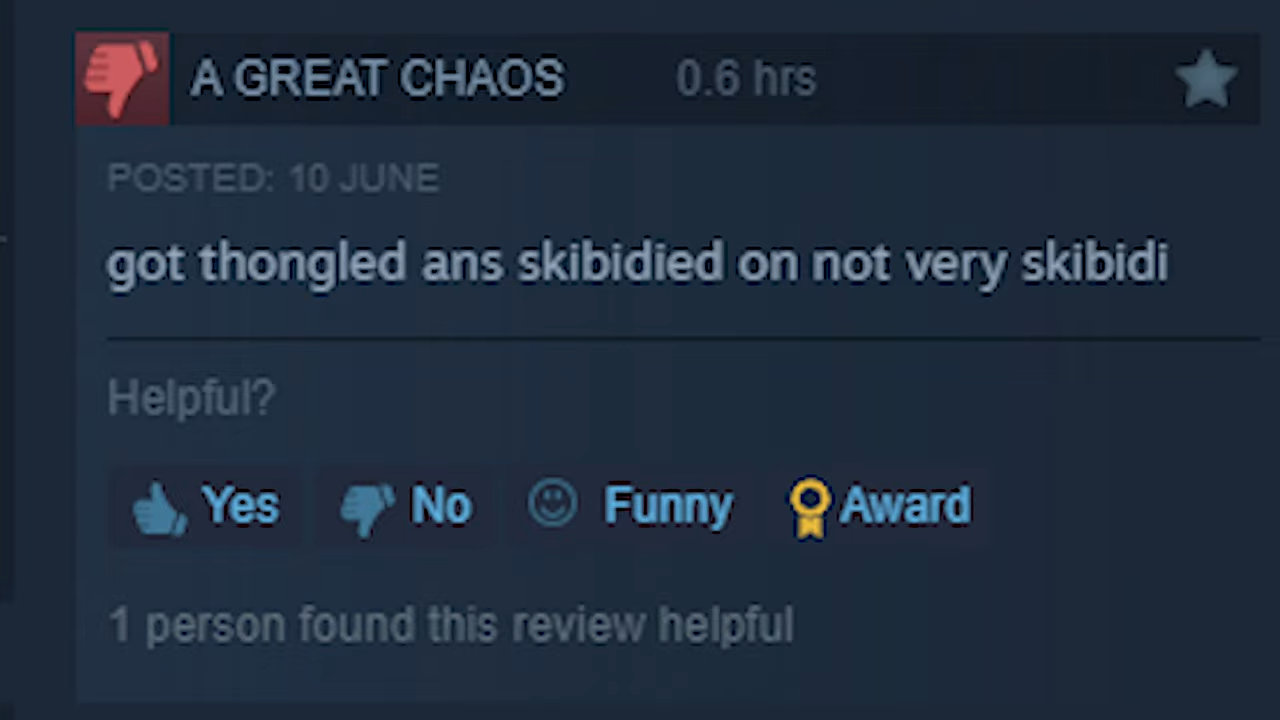 A GREAT CHAOS 0.6 hrs
POSTED: 10 JUNE
got thongled ans skibidied on not very skibidi
Helpful?
Yes No Funny Award
1 person found this review helpful